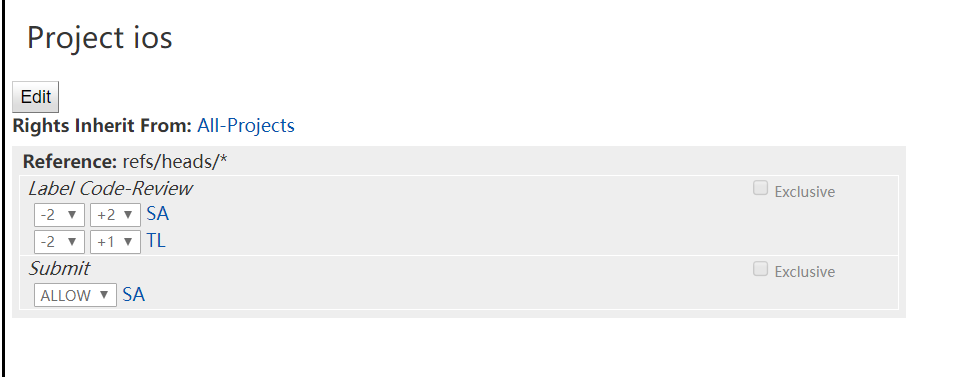 Project ios
Edit
Rights Inherit From: All-Projects
Reference: refs/heads/*
Label Code-Review Exclusive
-2 +2 SA
-2 +1 TL
Submit Exclusive
ALLOW SA